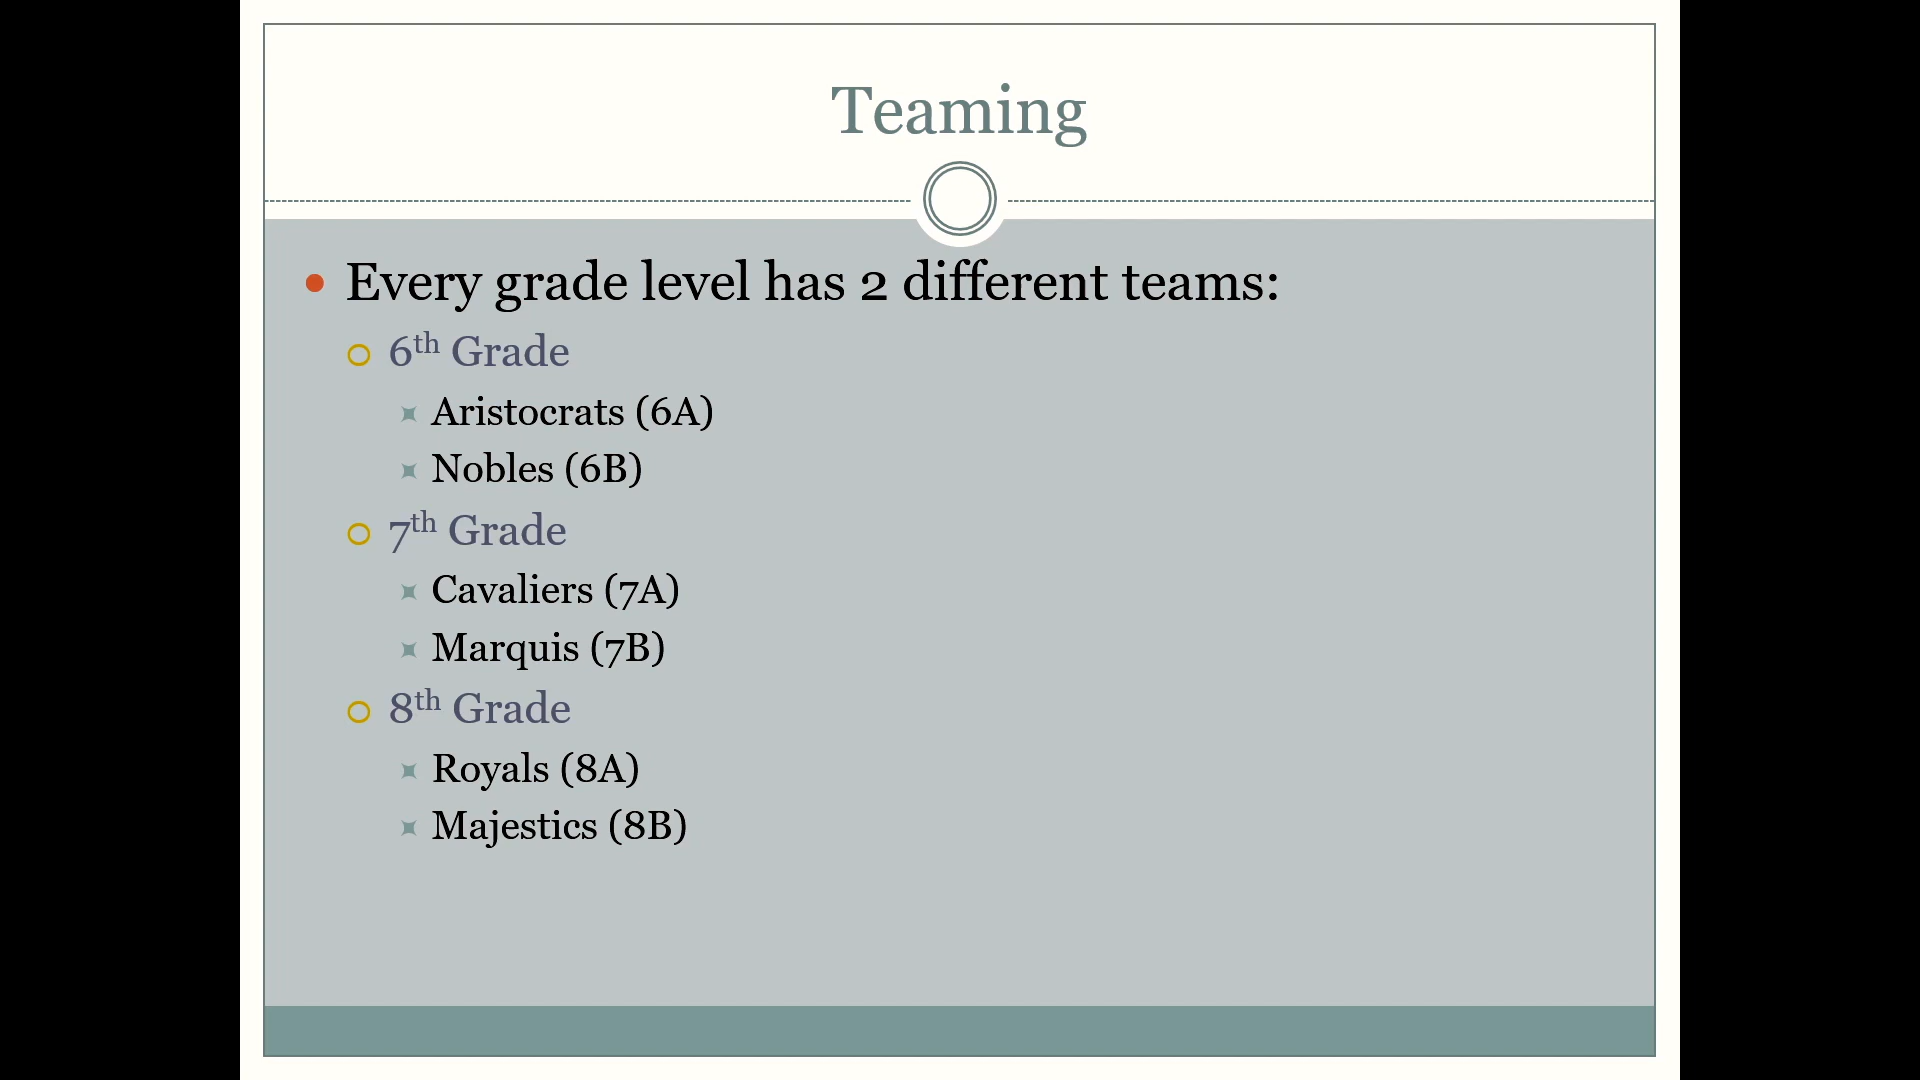 Teaming
Every grade level has 2 different teams:
6th Grade
Aristocrats (6A)
Nobles (6B)
7th Grade
Cavaliers (7A)
Marquis (7B)
8th Grade
Royals (8A)
Majestics (8B)